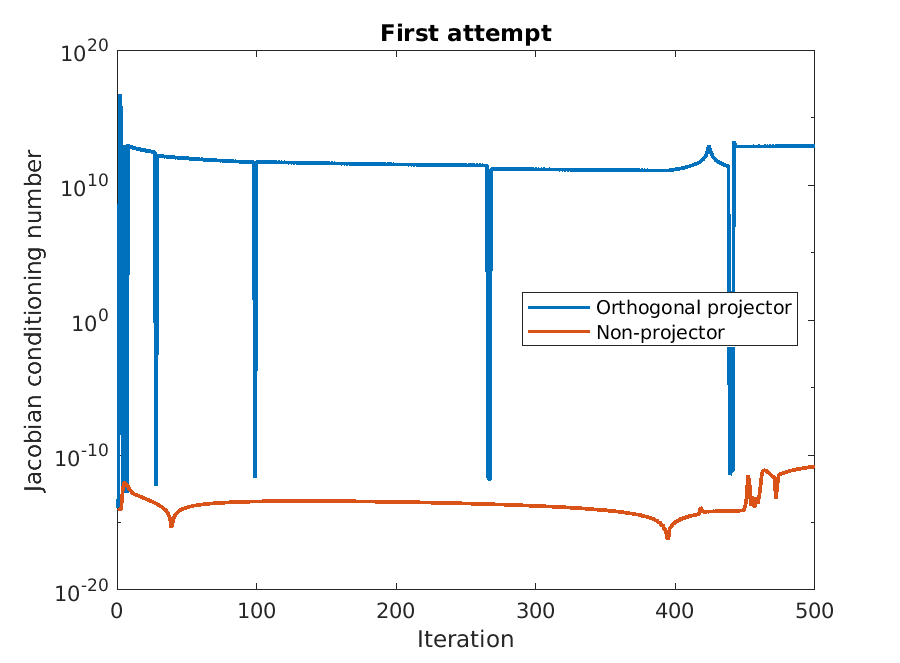 First attempt
10^20
10^10
10^0
10^-10
10^-20
Jacobian conditioning number
Orthogonal projector
Non-projector
0 100 200 300 400 500
Iteration